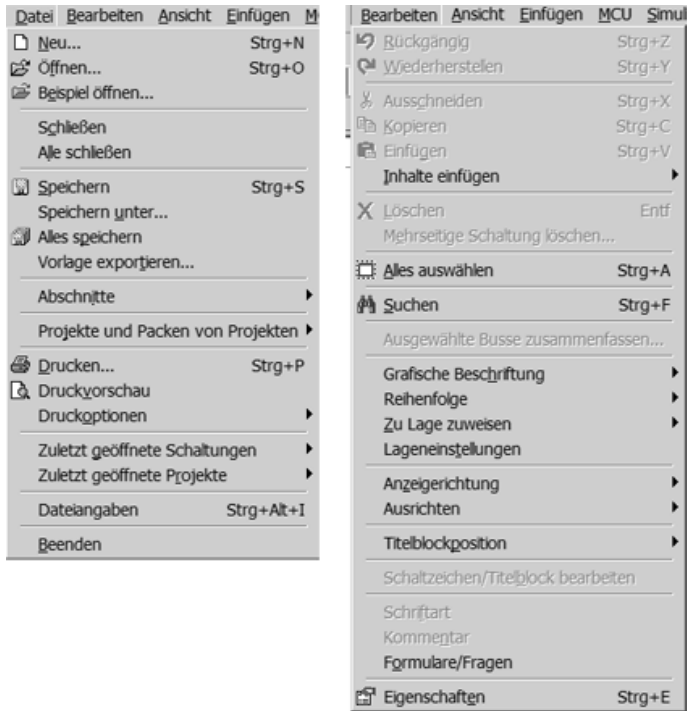 Datei Bearbeiten Ansicht Einfügen
Neu... Strg+N
Öffnen... Strg+O
Beispiel öffnen...
Schließen
Alle schließen
Speichern Strg+S
Speichern unter...
Alles speichern
Vorlage exportieren...
Abschnitte
Projekte und Packen von Projekten
Drucken... Strg+P
Druckvorschau
Druckoptionen
Zuletzt geöffnete Schaltungen
Zuletzt geöffnete Projekte
Dateiangaben Strg+Alt+I
Beenden
Bearbeiten Ansicht Einfügen MCU Simul
Rückgängig Strg+Z
Wiederherstellen Strg+Y
Ausschneiden Strg+X
Kopieren Strg+C
Einfügen Strg+V
Inhalte einfügen
Löschen Entf
Mehrseitige Schaltung löschen...
Alles auswählen Strg+A
Suchen Strg+F
Ausgewählte Busse zusammenfassen...
Grafische Beschriftung
Reihenfolge
Zu Lage zuweisen
Lageneinstellungen
Anzeigerichtung
Ausrichten
Titelblockposition
Schaltzeichen/Titelblock bearbeiten
Schriftart
Kommentar
Formulare/Fragen
Eigenschaften Strg+E